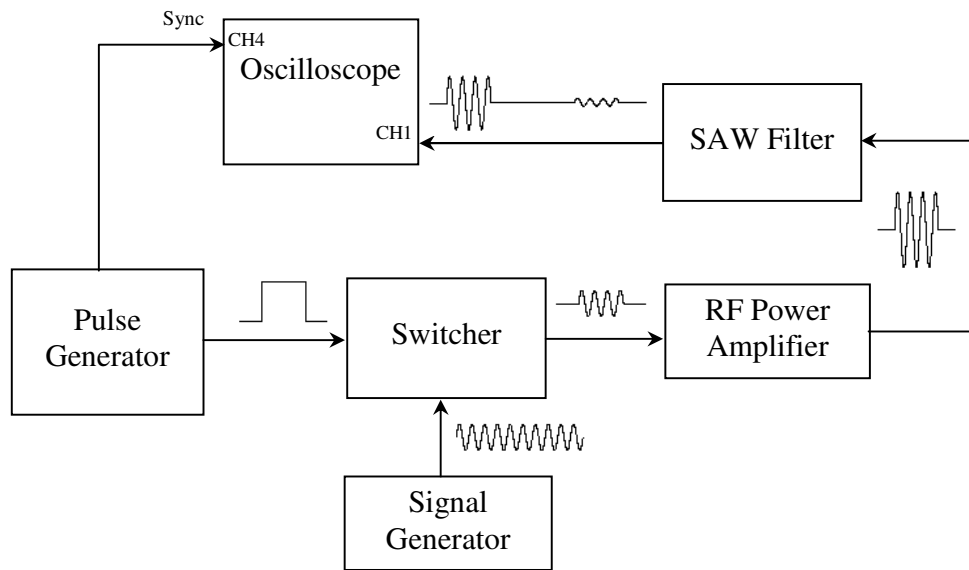 Sync
CH4
Oscilloscope
CH1
SAW Filter
Pulse
Generator
Switcher
RF Power
Amplifier
Signal
Generator